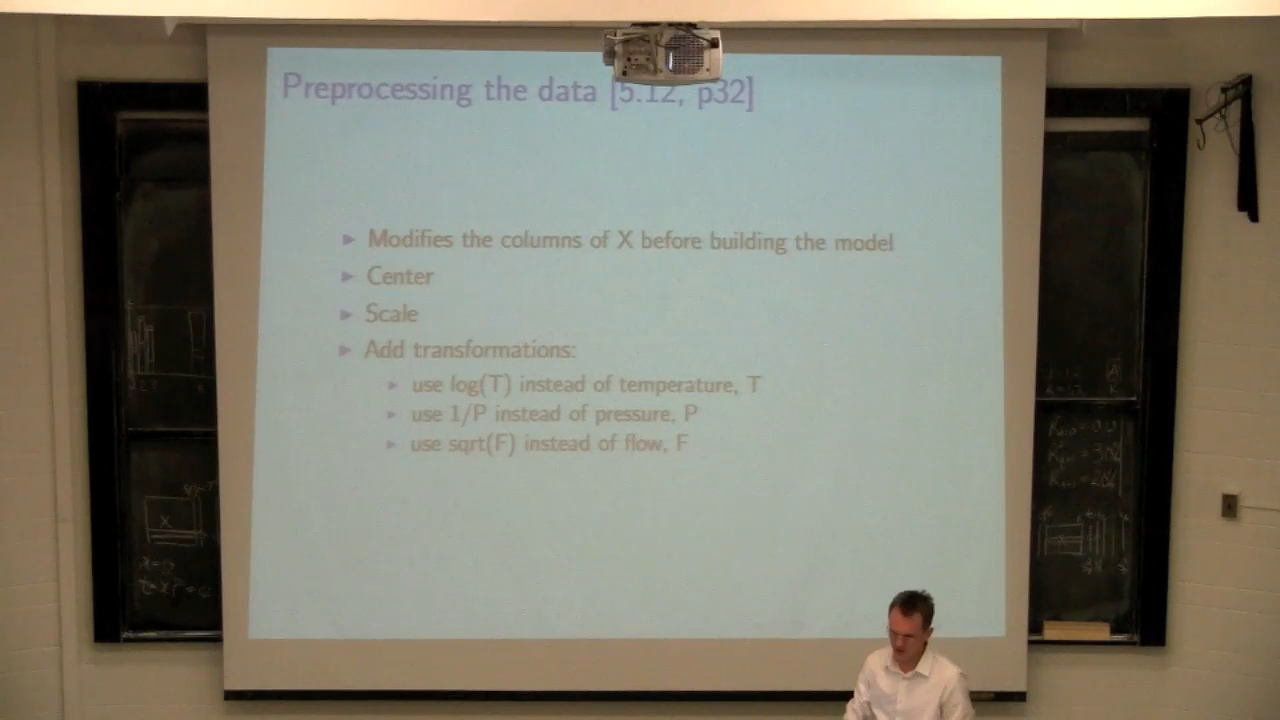 Preprocessing the data [5.12, p32]
Modifies the columns of X before building the model
Center
Scale
Add transformations:
use log(T) instead of temperature, T
use 1/P instead of pressure, P
use sqrt(F) instead of flow, F
X